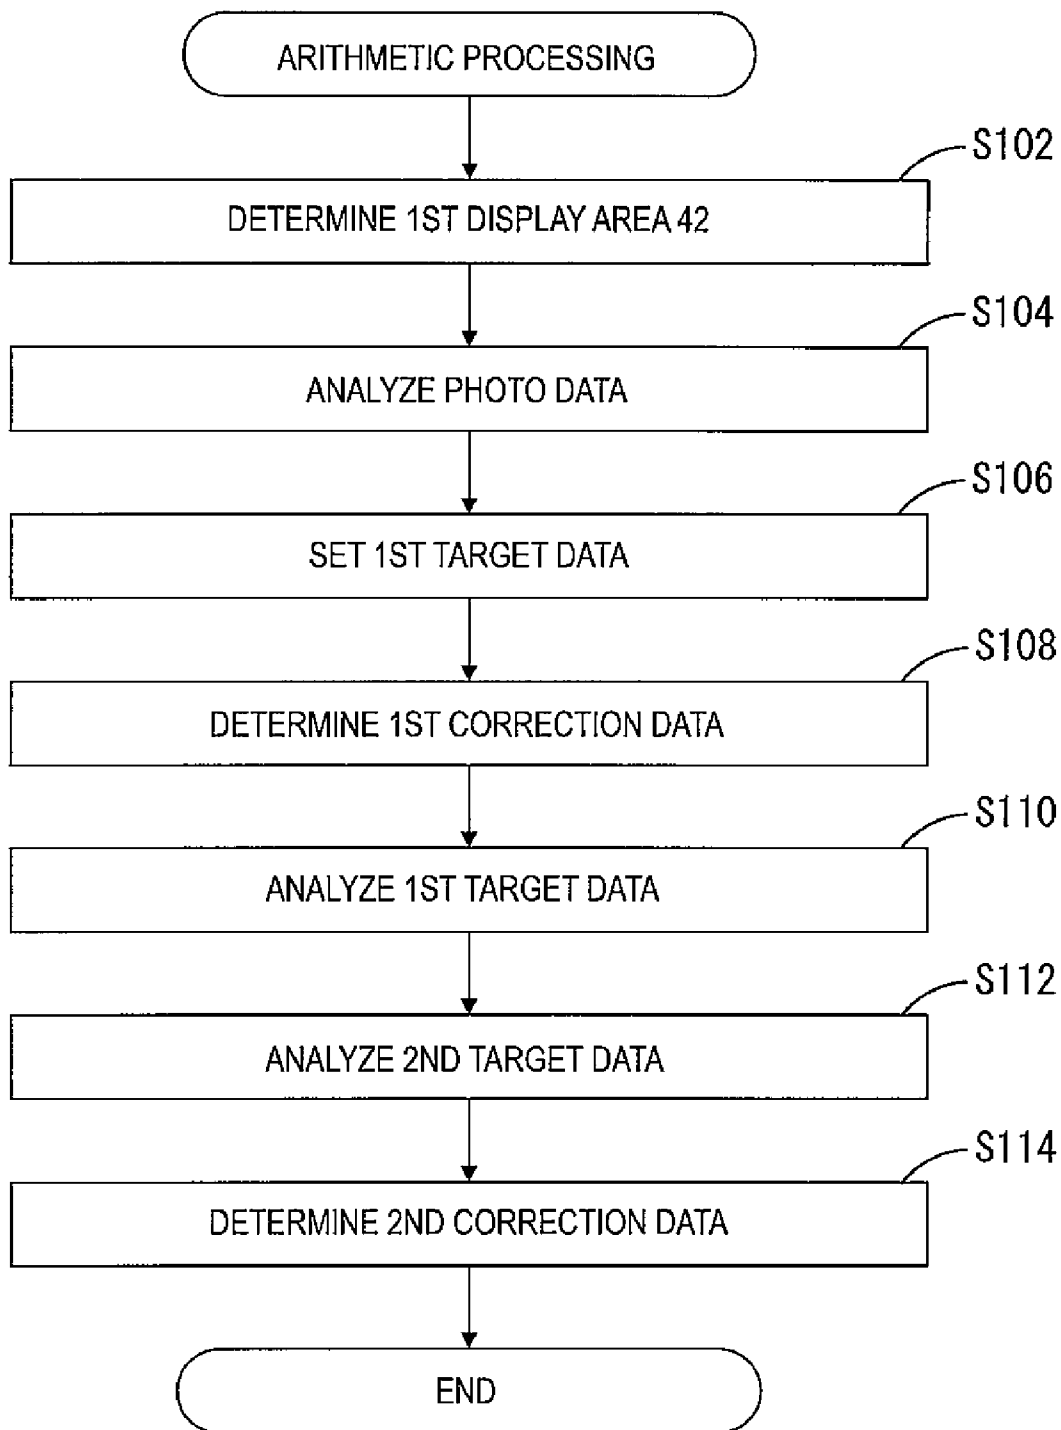 ARITHMETIC PROCESSING
S102
DETERMINE 1ST DISPLAY AREA 42
S104
ANALYZE PHOTO DATA
S106
SET 1ST TARGET DATA
S108
DETERMINE 1ST CORRECTION DATA
S110
ANALYZE 1ST TARGET DATA
S112
ANALYZE 2ND TARGET DATA
S114
DETERMINE 2ND CORRECTION DATA
END